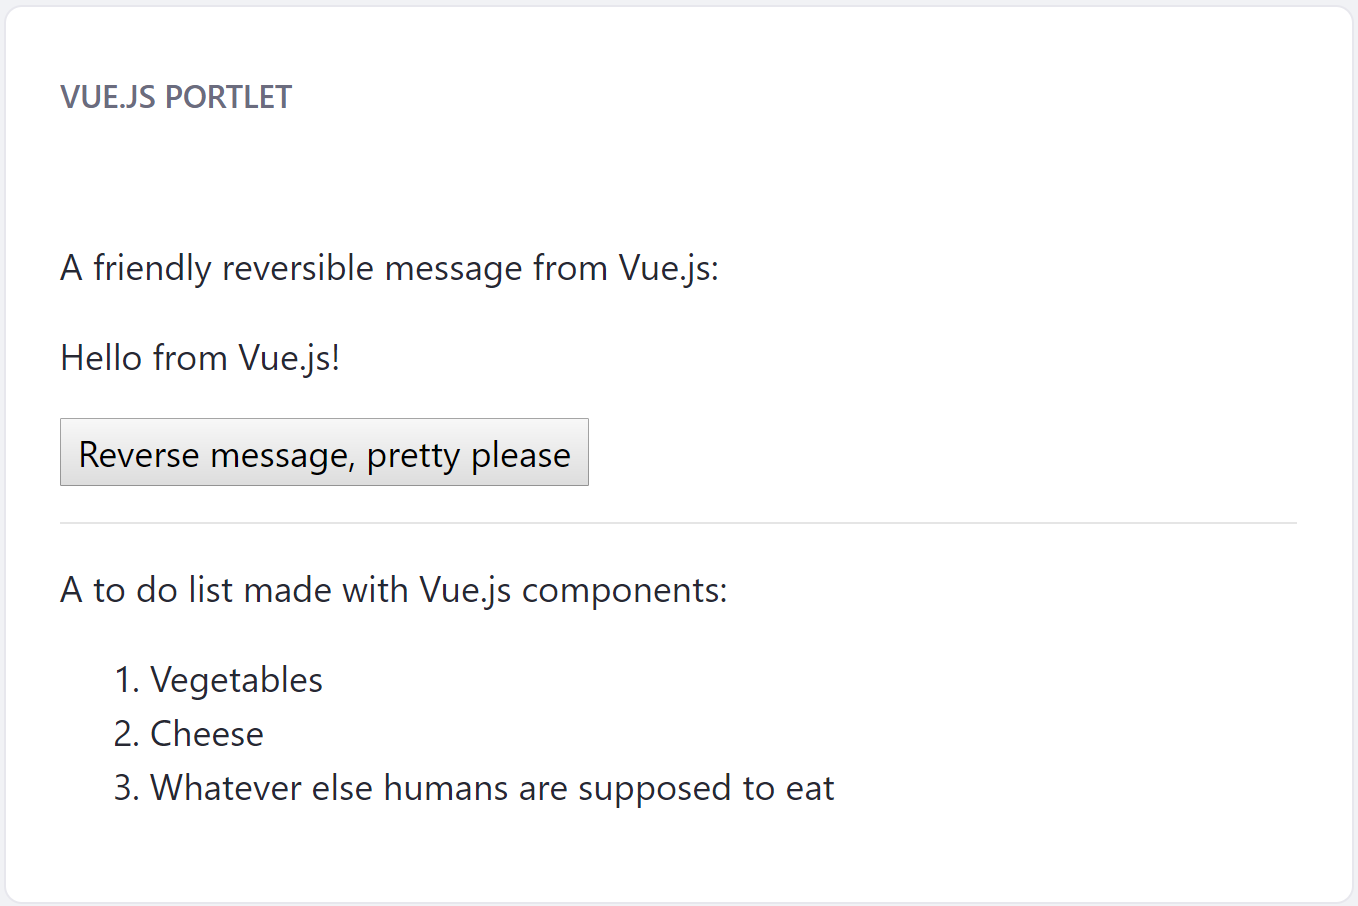 VUE.JS PORTLET
A friendly reversible message from Vue.js:
Hello from Vue.js!
Reverse message, pretty please
A to do list made with Vue.js components:
1. Vegetables
2. Cheese
3. Whatever else humans are supposed to eat